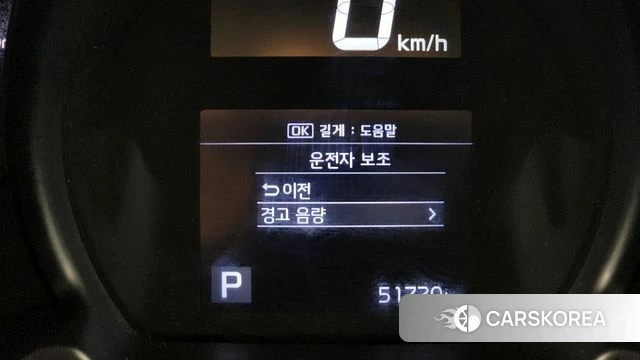 0 km/h
OK 길게 : 도움말
운전자 보조
이전
경고 음량
P
CARSKOREA